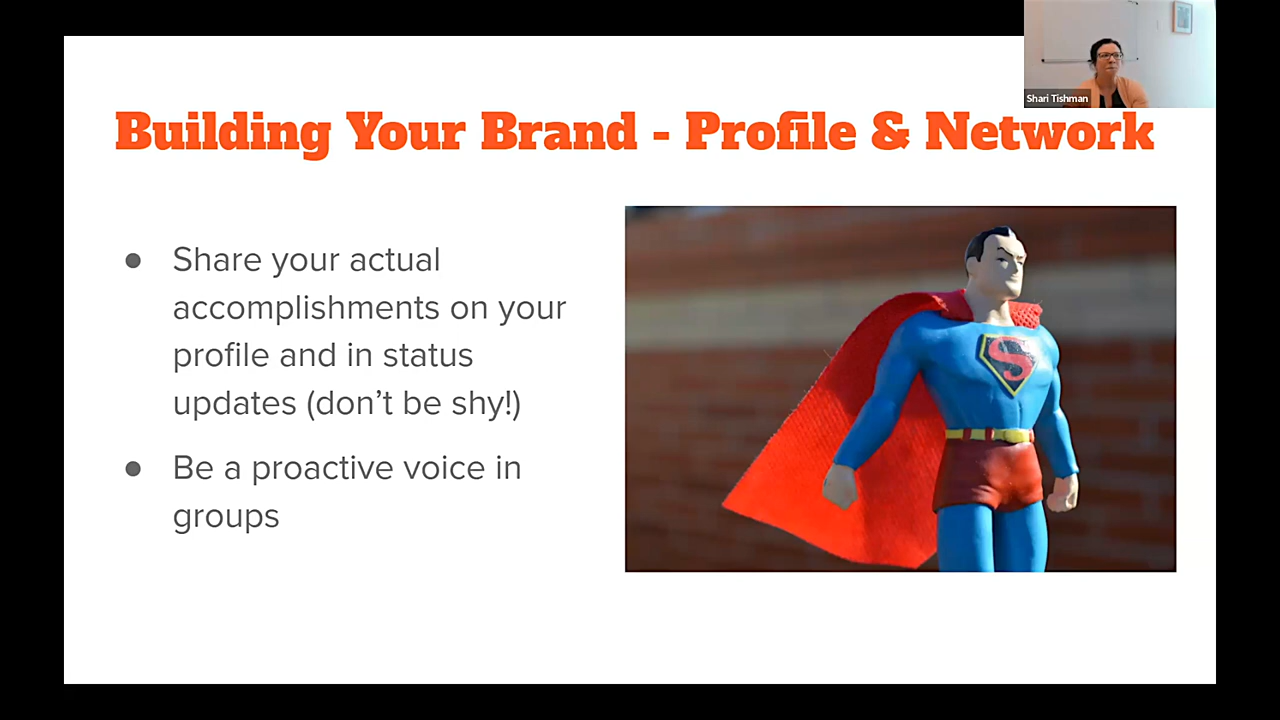 Shari Tishman
Building Your Brand - Profile & Network
● Share your actual
accomplishments on your
profile and in status
updates (don’t be shy!)
● Be a proactive voice in
groups
S